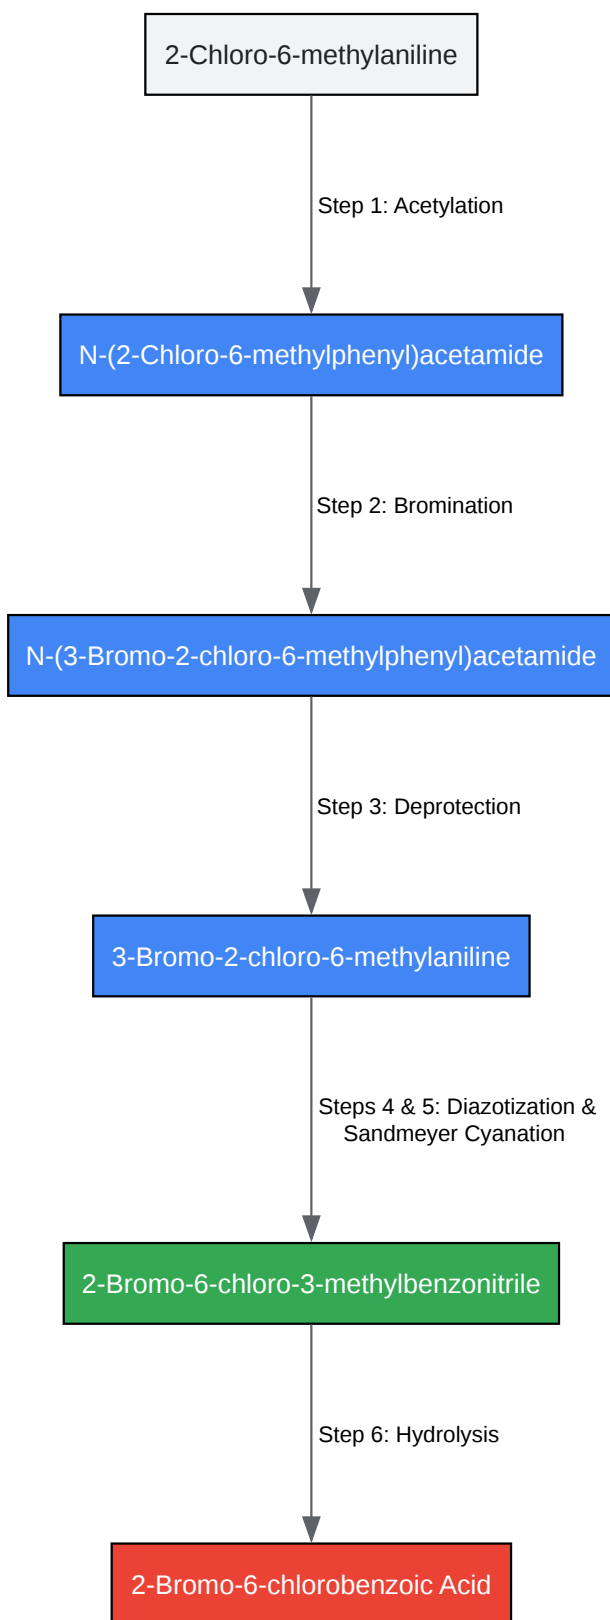 2-Chloro-6-methylaniline
Step 1: Acetylation
N-(2-Chloro-6-methylphenyl)acetamide
Step 2: Bromination
N-(3-Bromo-2-chloro-6-methylphenyl)acetamide
Step 3: Deprotection
3-Bromo-2-chloro-6-methylaniline
Steps 4 & 5: Diazotization &
Sandmeyer Cyanation
2-Bromo-6-chloro-3-methylbenzonitrile
Step 6: Hydrolysis
2-Bromo-6-chlorobenzoic Acid